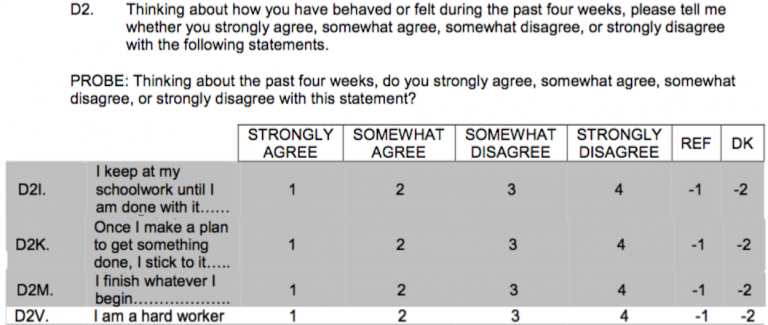 D2. Thinking about how you have behaved or felt during the past four weeks, please tell me
whether you strongly agree, somewhat agree, somewhat disagree, or strongly disagree
with the following statements.
PROBE: Thinking about the past four weeks, do you strongly agree, somewhat agree, somewhat
disagree, or strongly disagree with this statement?
STRONGLY AGREE SOMEWHAT AGREE SOMEWHAT DISAGREE STRONGLY DISAGREE REF DK
D2I. I keep at my
schoolwork until I 1 2 3 4 -1 -2
am done with it......
D2K. Once I make a plan
to get something 1 2 3 4 -1 -2
done, I stick to it.....
D2M. I finish whatever I
begin.................. 1 2 3 4 -1 -2
D2V. I am a hard worker 1 2 3 4 -1 -2